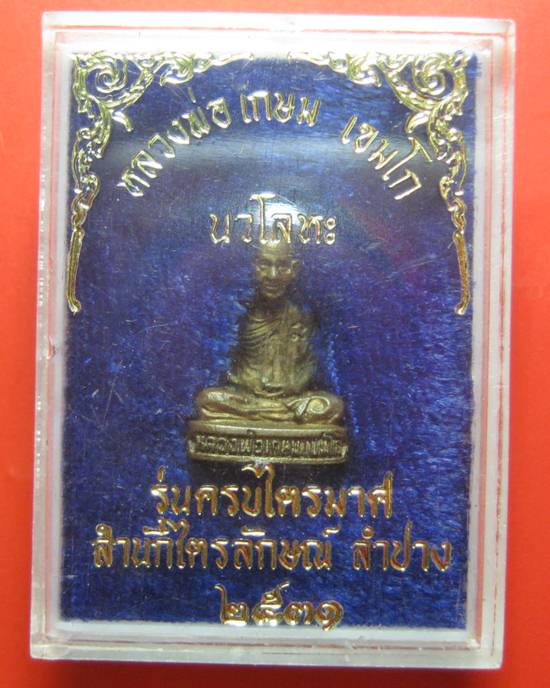 หลวงพ่อ เกษม เขมโก
นวโลหะ
หลวงพ่อเกษม เขมโก
รุ่นครบไตรมาศ
สำนักไตรลักษณ์ ลำปาง
๒๕๓๑